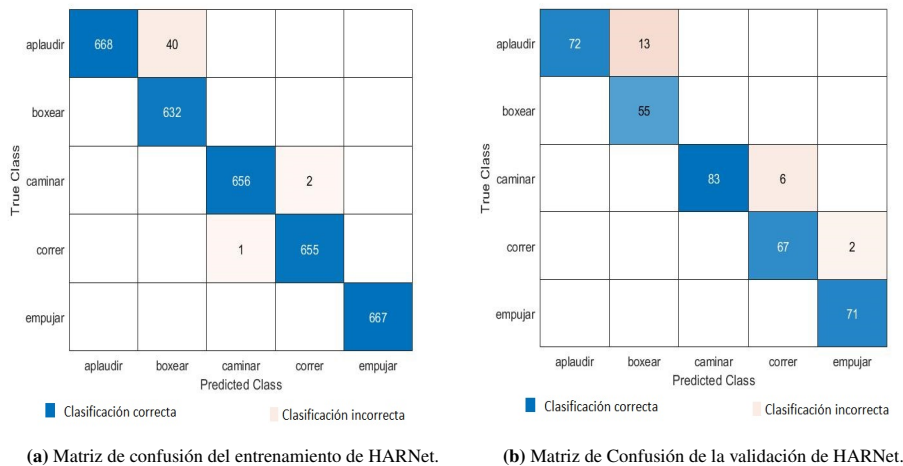 aplaudir 668 40
boxear 632
caminar 656 2
correr 1 655
empujar 667
True Class
aplaudir boxear caminar correr empujar
Predicted Class
Clasificación correcta Clasificación incorrecta
(a) Matriz de confusión del entrenamiento de HARNet.
aplaudir 72 13
boxear 55
caminar 83 6
correr 67 2
empujar 71
True Class
aplaudir boxear caminar correr empujar
Predicted Class
Clasificación correcta Clasificación incorrecta
(b) Matriz de Confusión de la validación de HARNet.